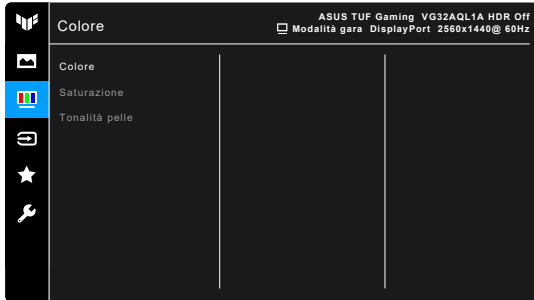 Colore
ASUS TUF Gaming VG32AQL1A HDR Off
Modalità gara DisplayPort 2560x1440@ 60Hz
Colore
Saturazione
Tonalità pelle